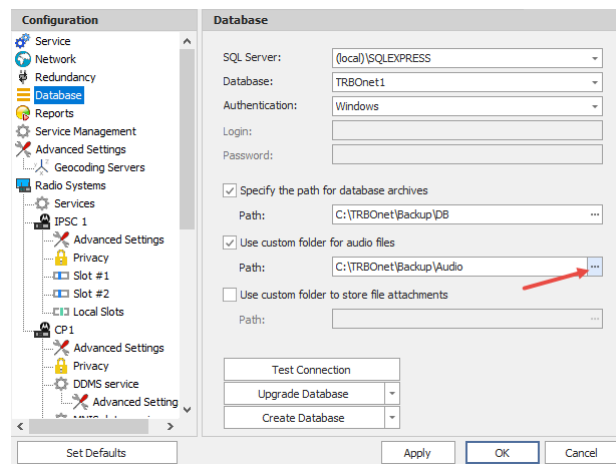 Configuration
Service
Network
Redundancy
Database
Reports
Service Management
Advanced Settings
Geocoding Servers
Radio Systems
Services
IPSC 1
Advanced Settings
Privacy
Slot #1
Slot #2
Local Slots
CP1
Advanced Settings
Privacy
DDMS service
Advanced Setting
Set Defaults
Database
SQL Server: (local)\SQLEXPRESS
Database: TRBOnet1
Authentication: Windows
Login:
Password:
Specify the path for database archives
Path: C:\TRBOnet\Backup\DB ...
Use custom folder for audio files
Path: C:\TRBOnet\Backup\Audio ...
Use custom folder to store file attachments
Path: ...
Test Connection
Upgrade Database
Create Database
Apply OK Cancel